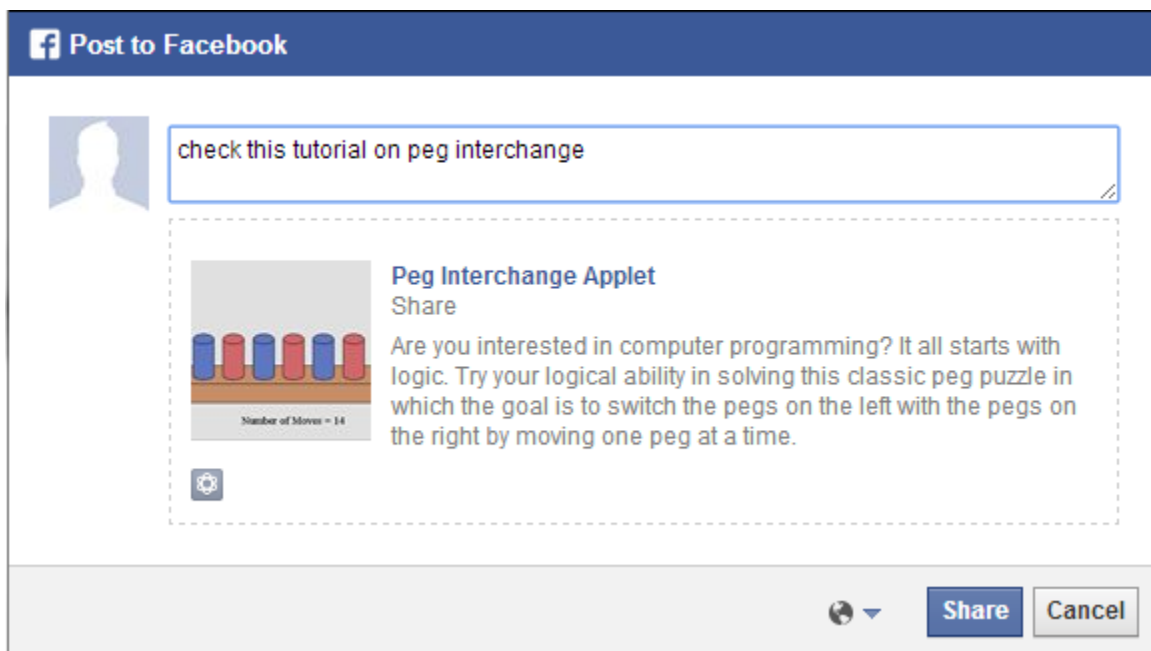 Post to Facebook
check this tutorial on peg interchange
Peg Interchange Applet
Share
Are you interested in computer programming? It all starts with
logic. Try your logical ability in solving this classic peg puzzle in
which the goal is to switch the pegs on the left with the pegs on
the right by moving one peg at a time.
Number of Moves = 14
Share
Cancel